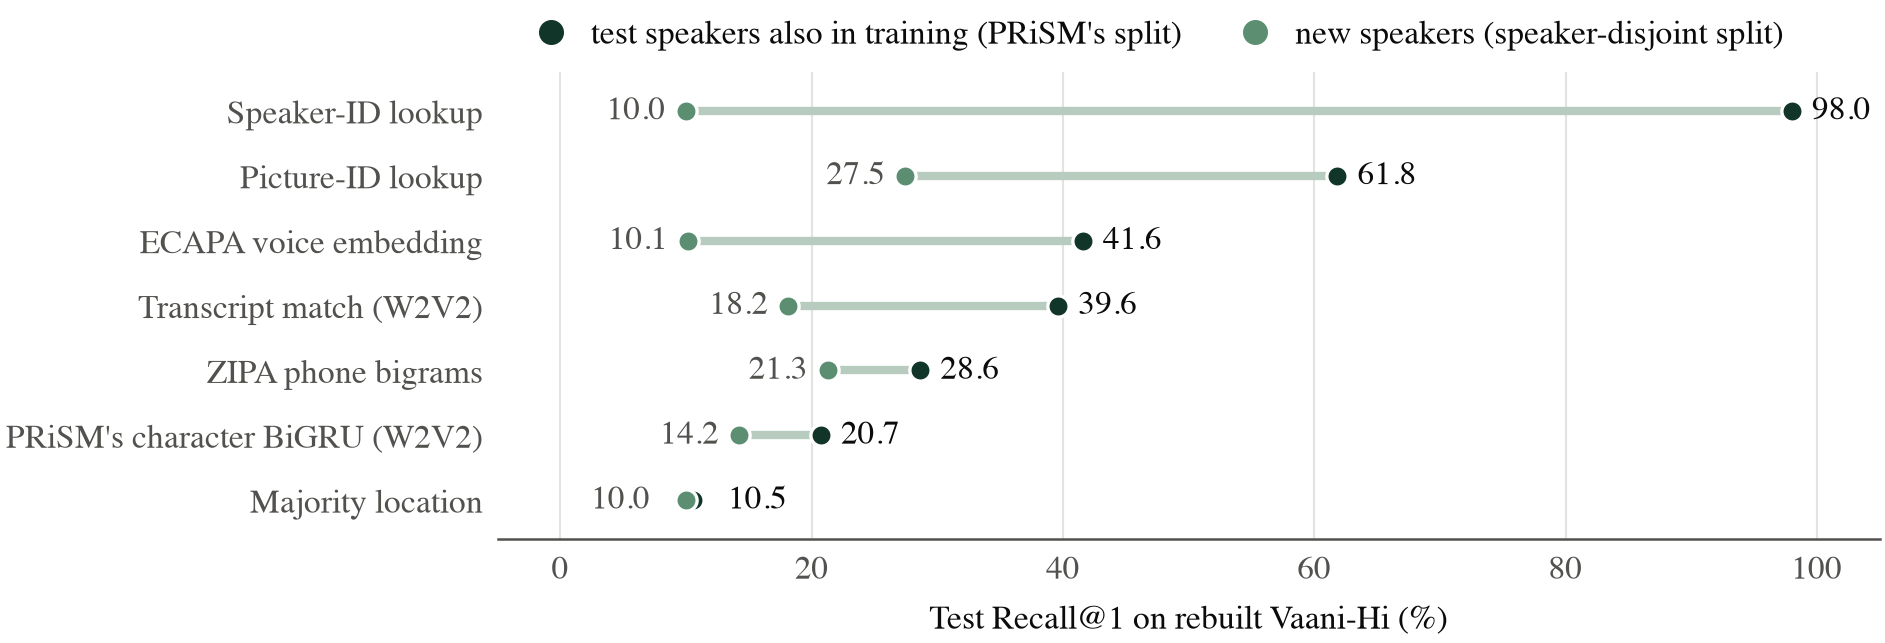 test speakers also in training (PRiSM's split) new speakers (speaker-disjoint split)
Speaker-ID lookup 10.0 98.0
Picture-ID lookup 27.5 61.8
ECAPA voice embedding 10.1 41.6
Transcript match (W2V2) 18.2 39.6
ZIPA phone bigrams 21.3 28.6
PRiSM's character BiGRU (W2V2) 14.2 20.7
Majority location 10.0 10.5
0 20 40 60 80 100
Test Recall@1 on rebuilt Vaani-Hi (%)